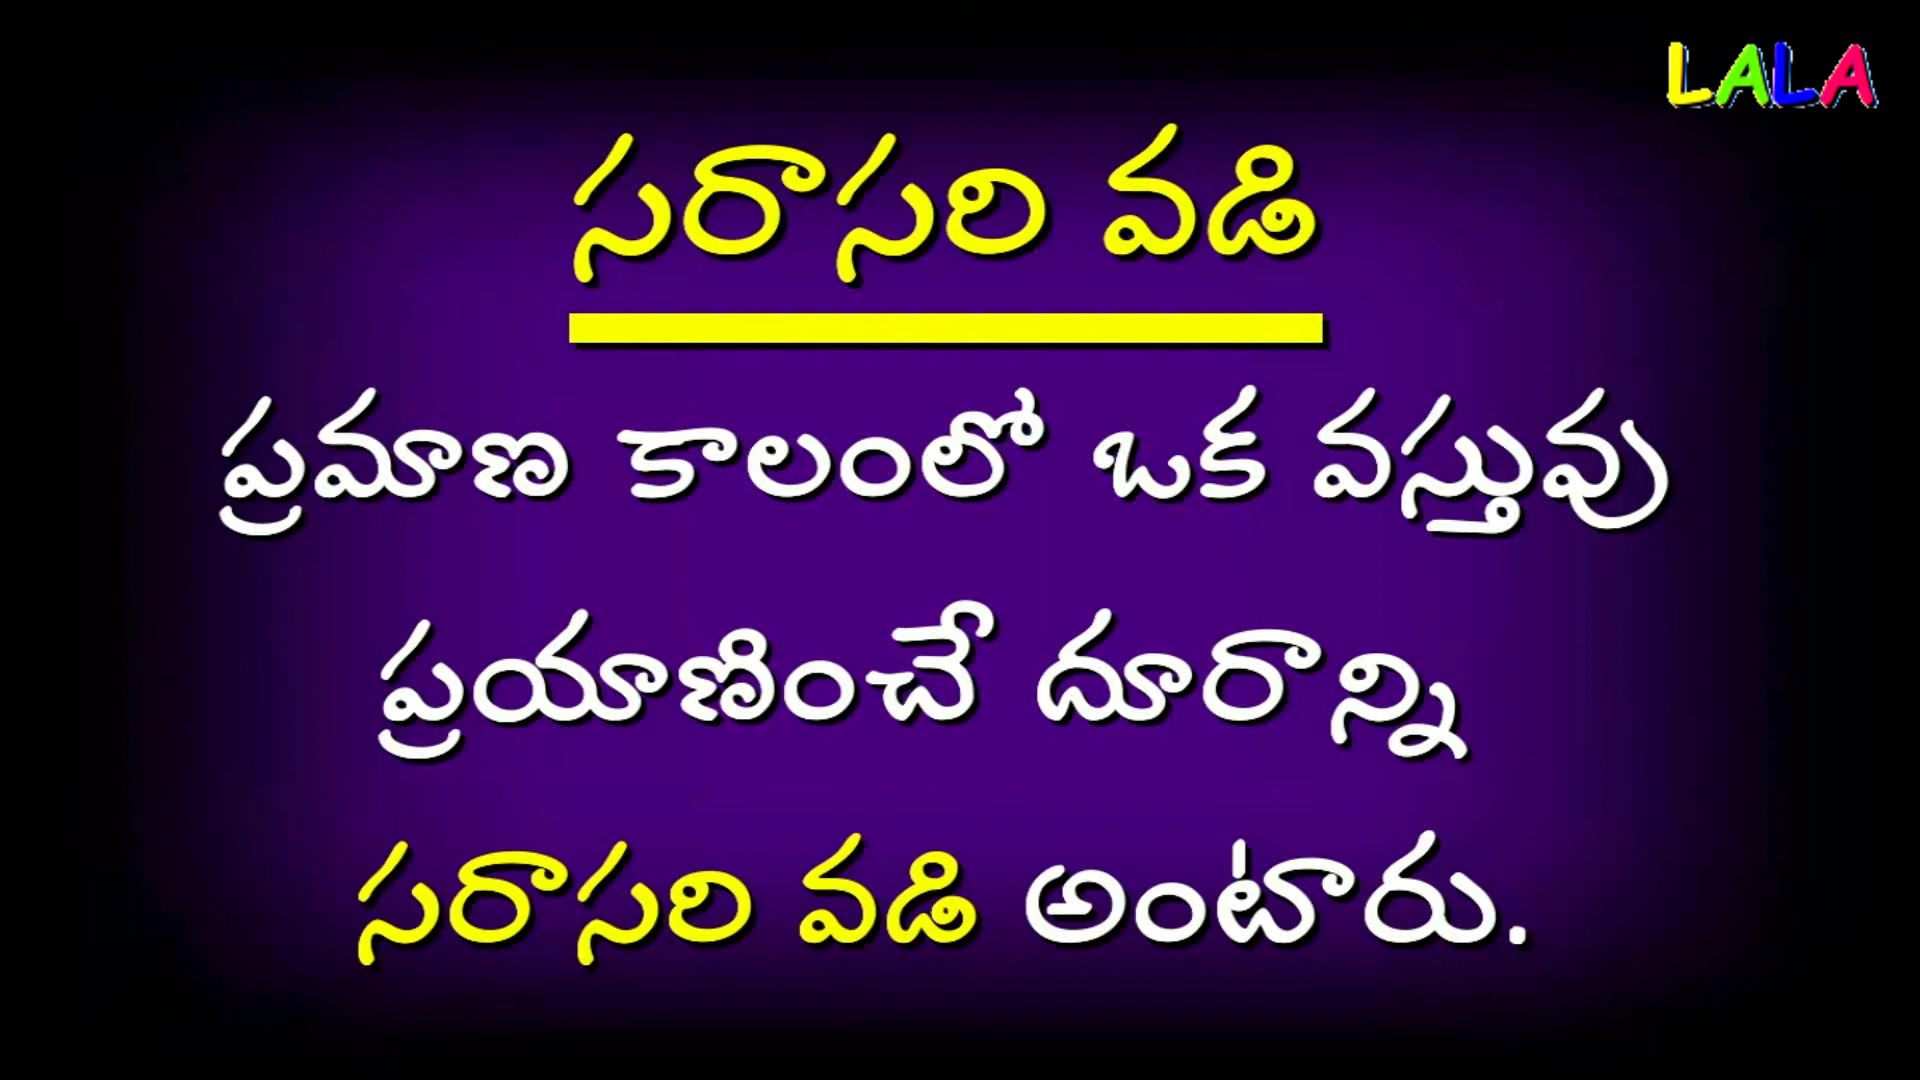 LALA
సరాసరి వడి
ప్రమాణ కాలంలో ఒక వస్తువు
ప్రయాణించే దూరాన్ని
సరాసరి వడి అంటారు.